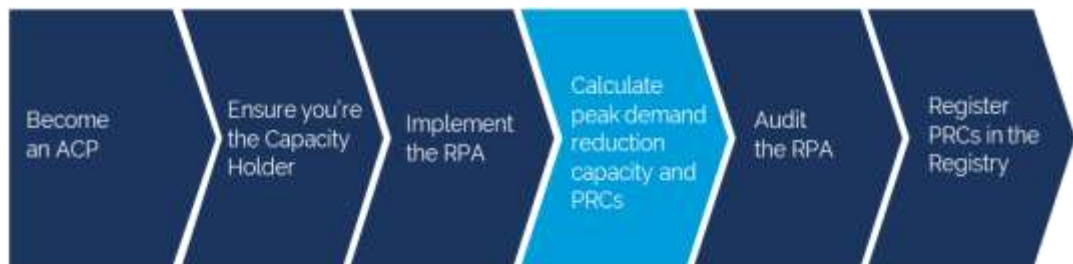 Become
an ACP
Ensure you're
the Capacity
Holder
Implement
the RPA
Calculate
peak demand
reduction
capacity and
PRCs
Audit
the RPA
Register
PRCs in the
Registry